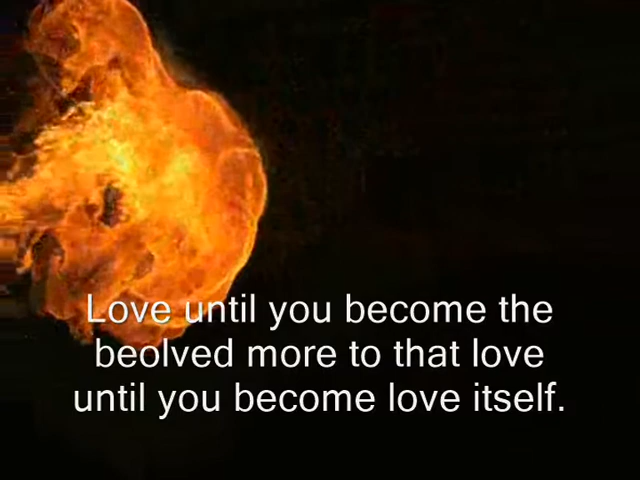 Love until you become the
beolved more to that love
until you become love itself.